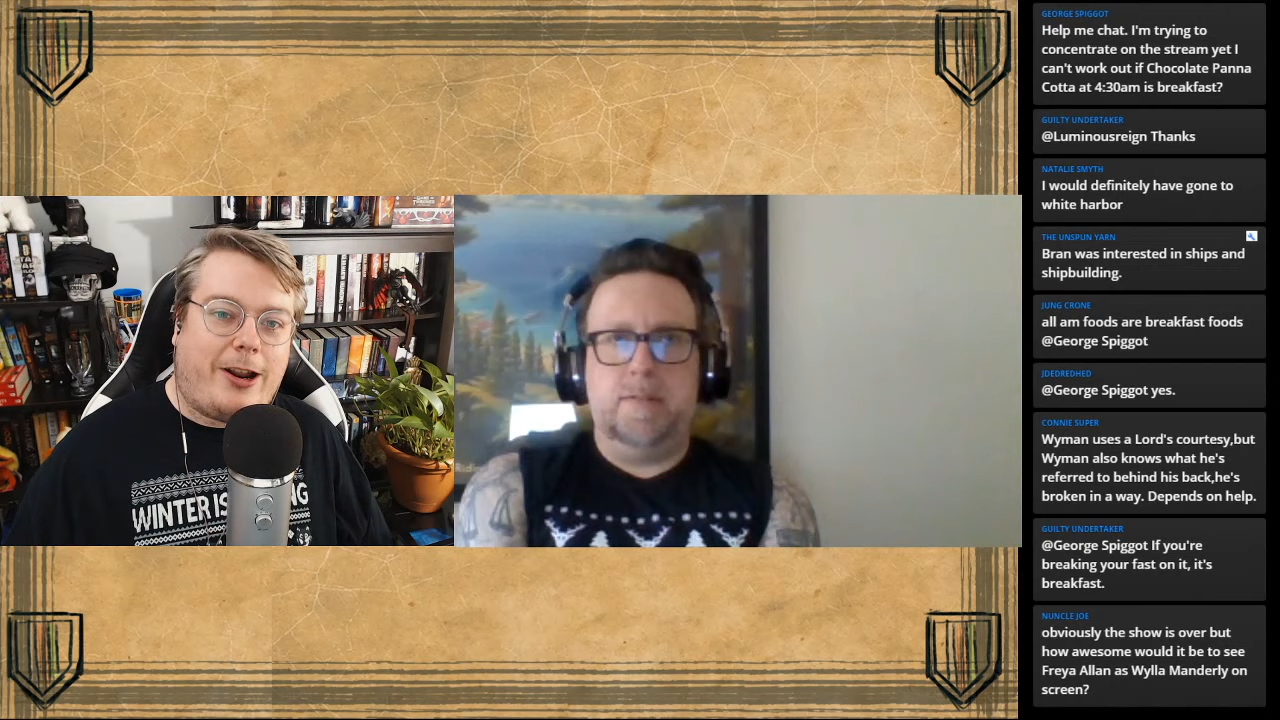 GEORGE SPIGGOT
Help me chat. I'm trying to
concentrate on the stream yet I
can't work out if Chocolate Panna
Cotta at 4:30am is breakfast?
GUILTY UNDERTAKER
@Luminousreign Thanks
NATALIE SMYTH
I would definitely have gone to
white harbor
THE UNSPUN YARN
Bran was interested in ships and
shipbuilding.
JUNG CRONE
all am foods are breakfast foods
@George Spiggot
JDEDREDHED
@George Spiggot yes.
CONNIE SUPER
Wyman uses a Lord's courtesy,but
Wyman also knows what he's
referred to behind his back,he's
broken in a way. Depends on help.
GUILTY UNDERTAKER
@George Spiggot If you're
breaking your fast on it, it's
breakfast.
NUNCLE JOE
obviously the show is over but
how awesome would it be to see
Freya Allan as Wylla Manderly on
screen?
WINTER IS
NG